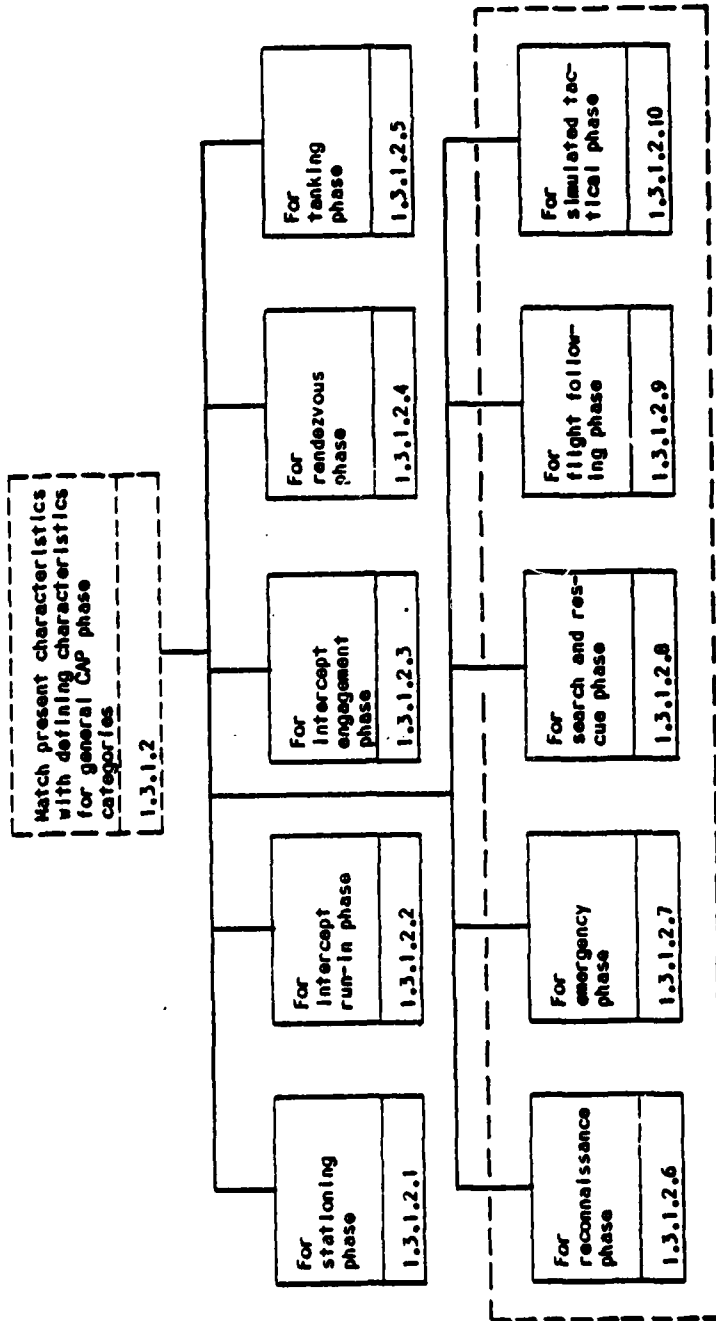 Match present characteristics
with defining characteristics
for general CAP phase
categories
1.3.1.2
For
stationing
phase
1.3.1.2.1
For
intercept
run-in phase
1.3.1.2.2
For
intercept
engagement
phase
1.3.1.2.3
For
rendezvous
phase
1.3.1.2.4
For
tanking
phase
1.3.1.2.5
For
reconnaissance
phase
1.3.1.2.6
For
emergency
phase
1.3.1.2.7
For
search and res-
cue phase
1.3.1.2.8
For
flight follow-
ing phase
1.3.1.2.9
For
simulated tac-
tical phase
1.3.1.2.10